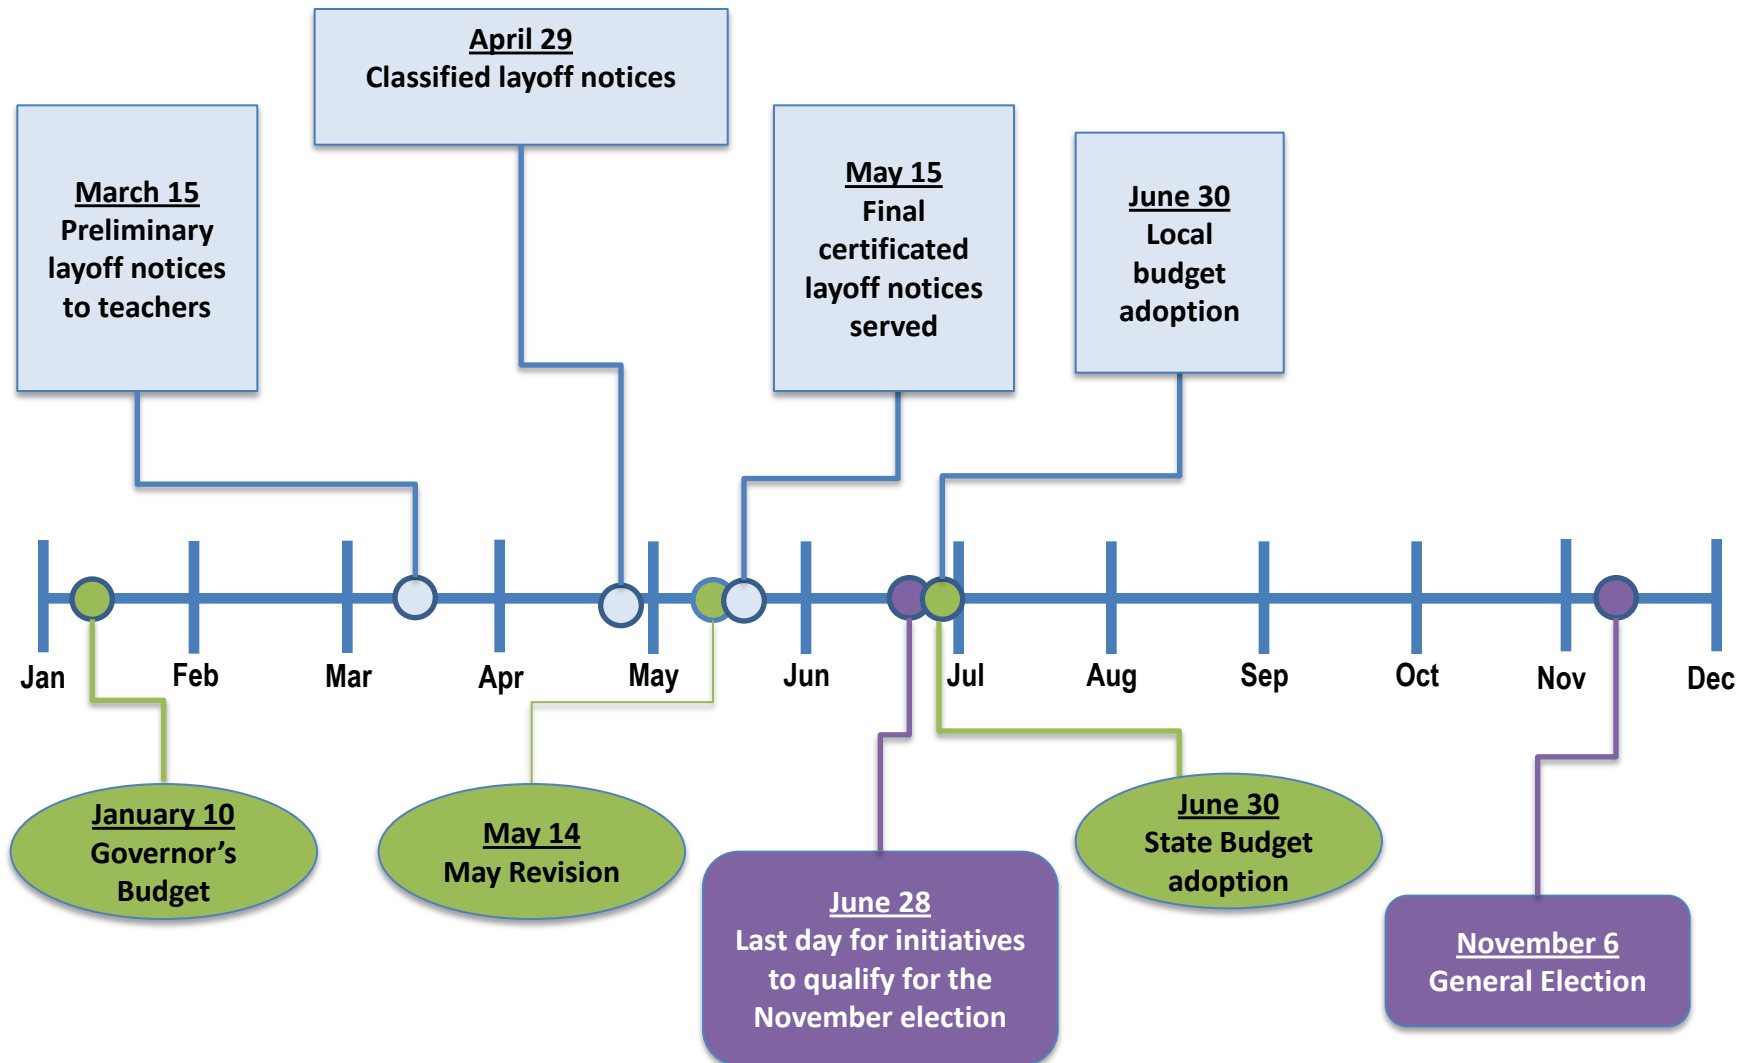 April 29
Classified layoff notices
March 15
Preliminary
layoff notices
to teachers
May 15
Final
certificated
layoff notices
served
June 30
Local
budget
adoption
Jan
Feb
Mar
Apr
May
Jun
Jul
Aug
Sep
Oct
Nov
Dec
January 10
Governor’s
Budget
May 14
May Revision
June 28
Last day for initiatives
to qualify for the
November election
June 30
State Budget
adoption
November 6
General Election